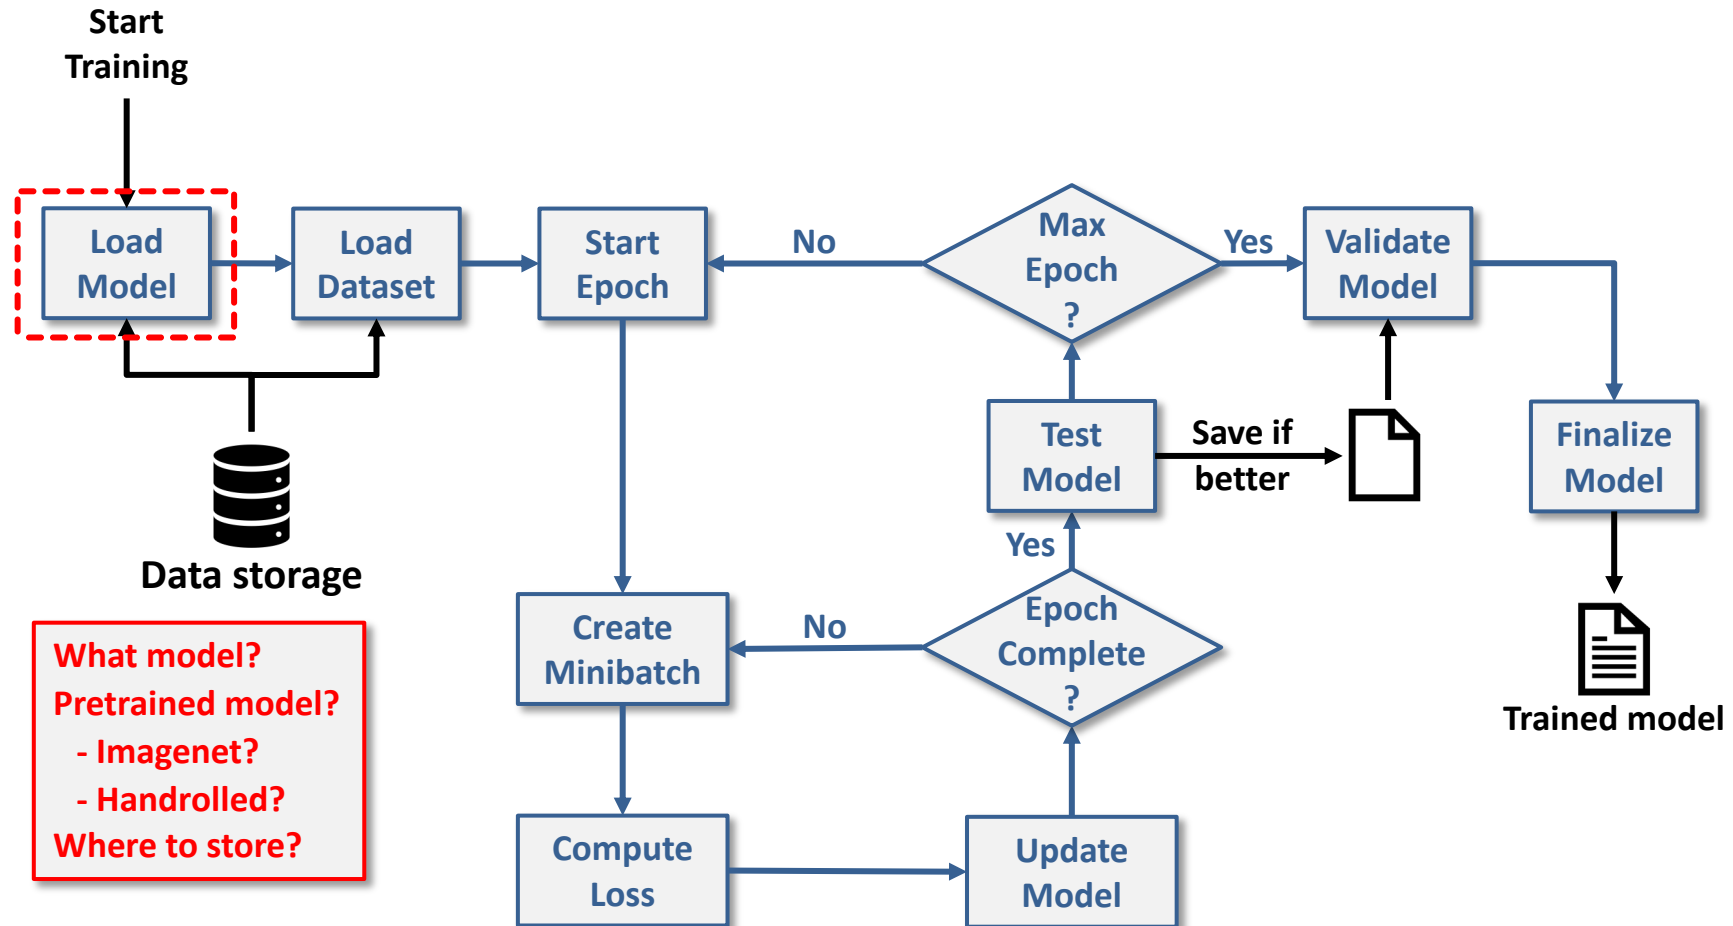 Start
Training
Load
Model
Load
Dataset
Start
Epoch
No
Max
Epoch
?
Yes
Validate
Model
Test
Model
Save if
better
Finalize
Model
Data storage
Yes
What model?
Pretrained model?
- Imagenet?
- Handrolled?
Where to store?
Create
Minibatch
No
Epoch
Complete
?
Trained model
Compute
Loss
Update
Model